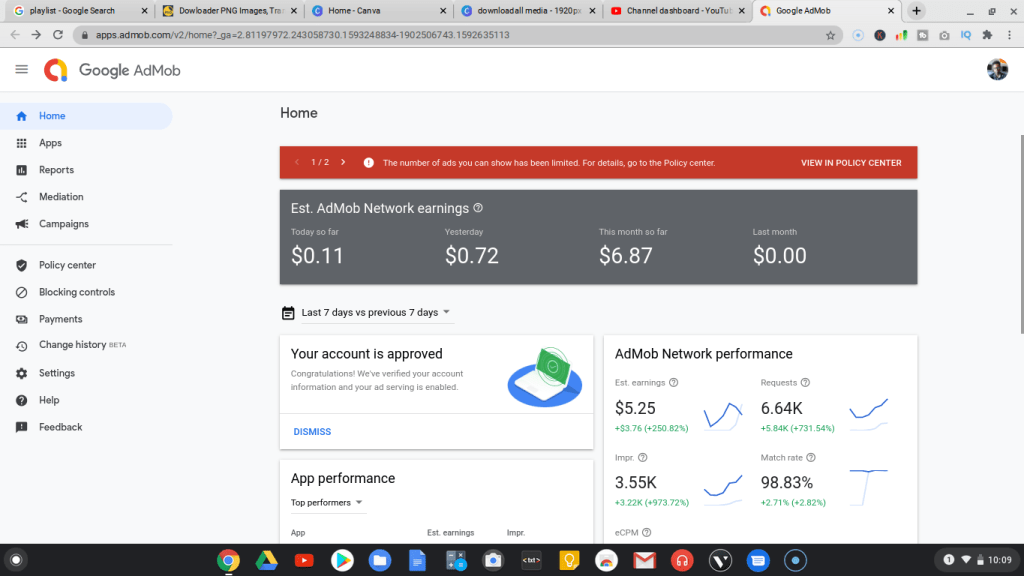 playlist - Google Search
Dowloader PNG Images, Tra
Home - Canva
download all media - 1920px
Channel dashboard - YouTu
Google AdMob
apps.admob.com/v2/home?_ga=2.81197972.243058730.1593248834-1902506743.1592635113
IQ
Google AdMob
Home
Apps
Reports
Mediation
Campaigns
Policy center
Blocking controls
Payments
Change history BETA
Settings
Help
Feedback
Home
1 / 2
The number of ads you can show has been limited. For details, go to the Policy center.
VIEW IN POLICY CENTER
Est. AdMob Network earnings
Today so far
Yesterday
This month so far
Last month
$0.11
$0.72
$6.87
$0.00
Last 7 days vs previous 7 days
Your account is approved
Congratulations! We've verified your account
information and your ad serving is enabled.
DISMISS
App performance
Top performers
App
Est. earnings
Impr.
AdMob Network performance
Est. earnings
Requests
$5.25
6.64K
+$3.76 (+250.82%)
+5.84K (+731.54%)
Impr.
Match rate
3.55K
98.83%
+3.22K (+973.72%)
+2.71% (+2.82%)
eCPM
<txt>
1
10:09